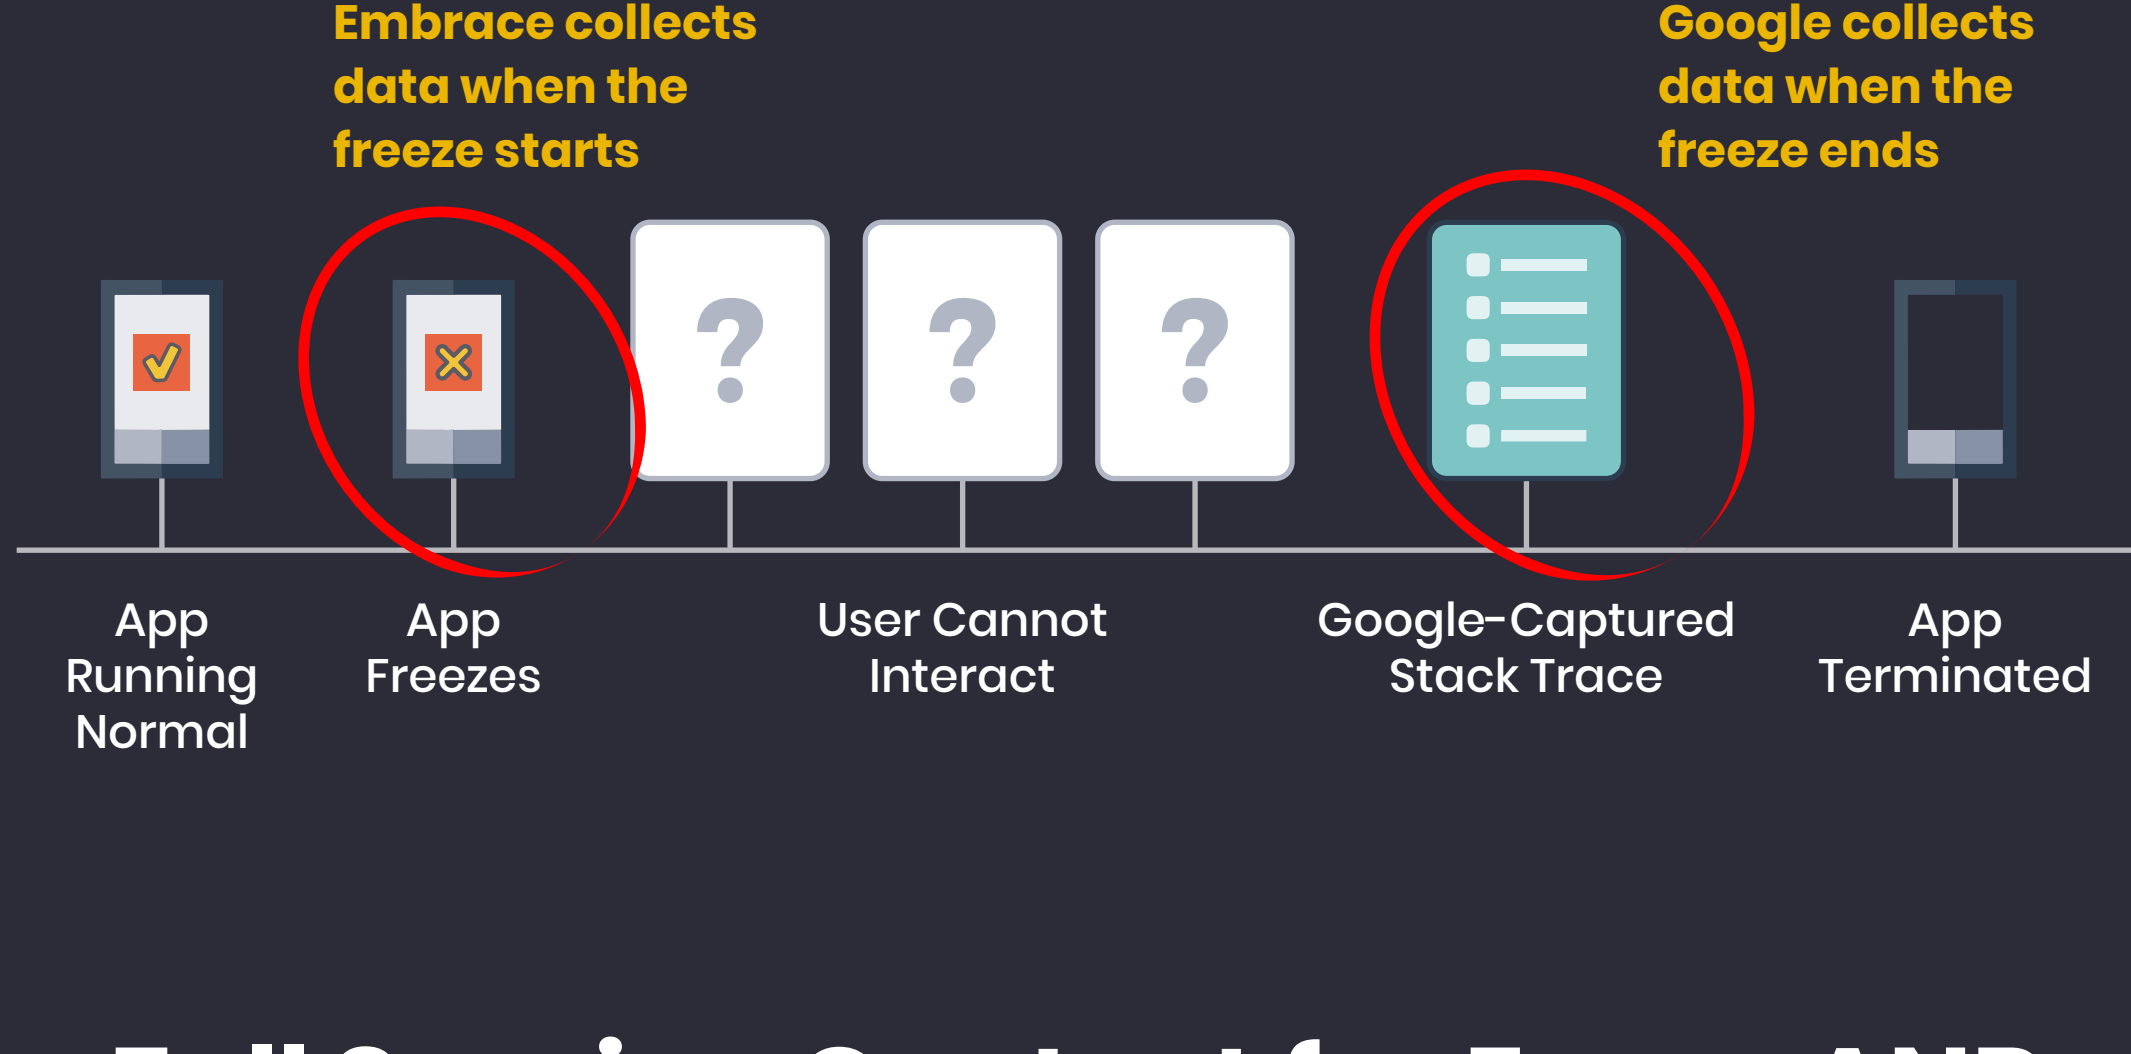 Embrace collects
data when the
freeze starts
Google collects
data when the
freeze ends
?
?
?
App
Running
Normal
App
Freezes
User Cannot
Interact
Google-Captured
Stack Trace
App
Terminated